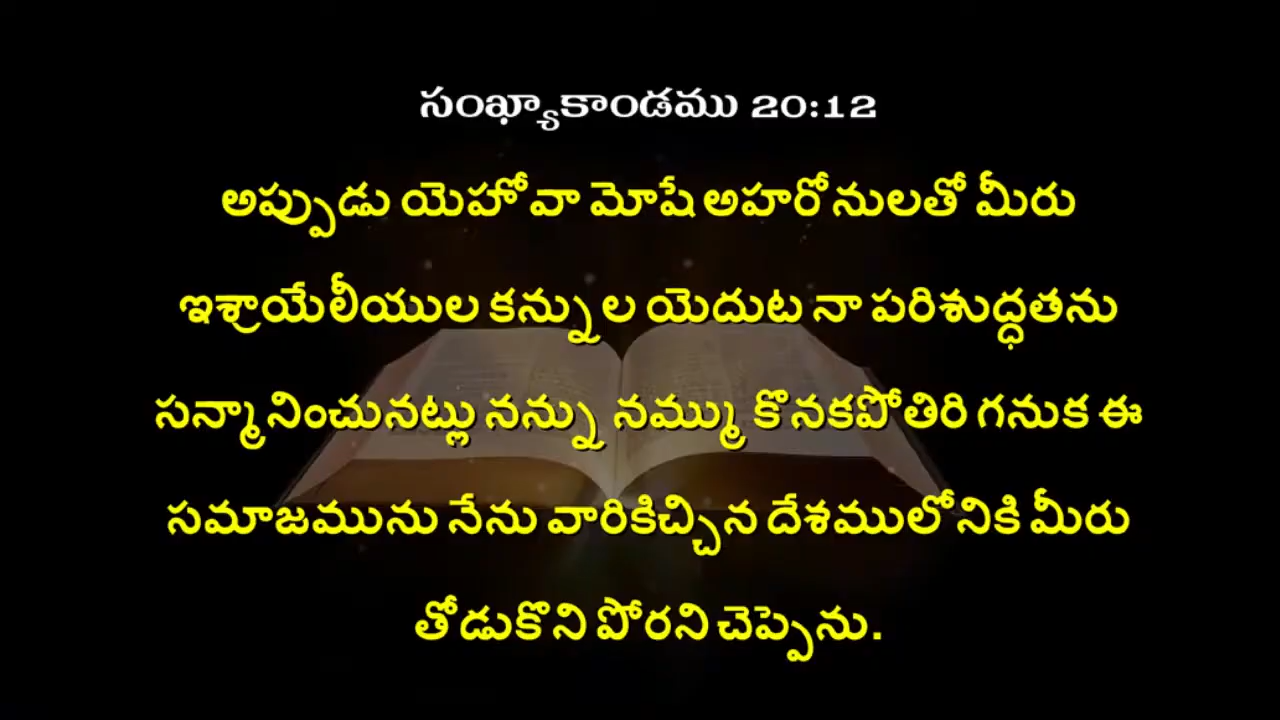 సంఖ్యాకాండము 20:12
అప్పుడు యెహోవా మోషే అహరోనులతో మీరు
ఇశ్రాయేలీయుల కన్నుల యెదుట నా పరిశుద్ధతను
సన్మానించునట్లు నన్ను నమ్ము కొనకపోతిరి గనుక ఈ
సమాజమును నేను వారికిచ్చిన దేశములోనికి మీరు
తోడుకొని పోరని చెప్పెను.